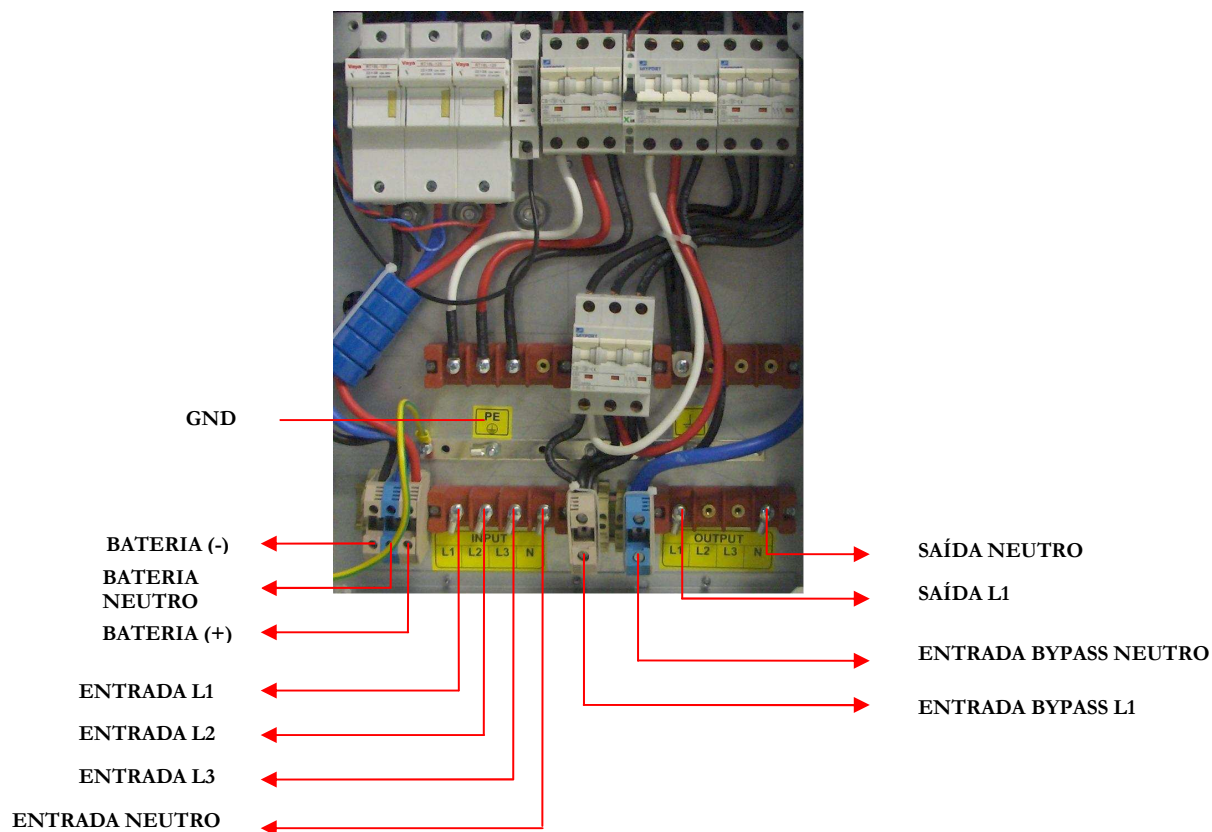 GND
PE
BATERIA (-)
BATERIA
NEUTRO
BATERIA (+)
ENTRADA L1
ENTRADA L2
ENTRADA L3
ENTRADA NEUTRO
INPUT
L1 L2 L3 N
OUTPUT
L1 L2 L3 N
SAÍDA NEUTRO
SAÍDA L1
ENTRADA BYPASS NEUTRO
ENTRADA BYPASS L1